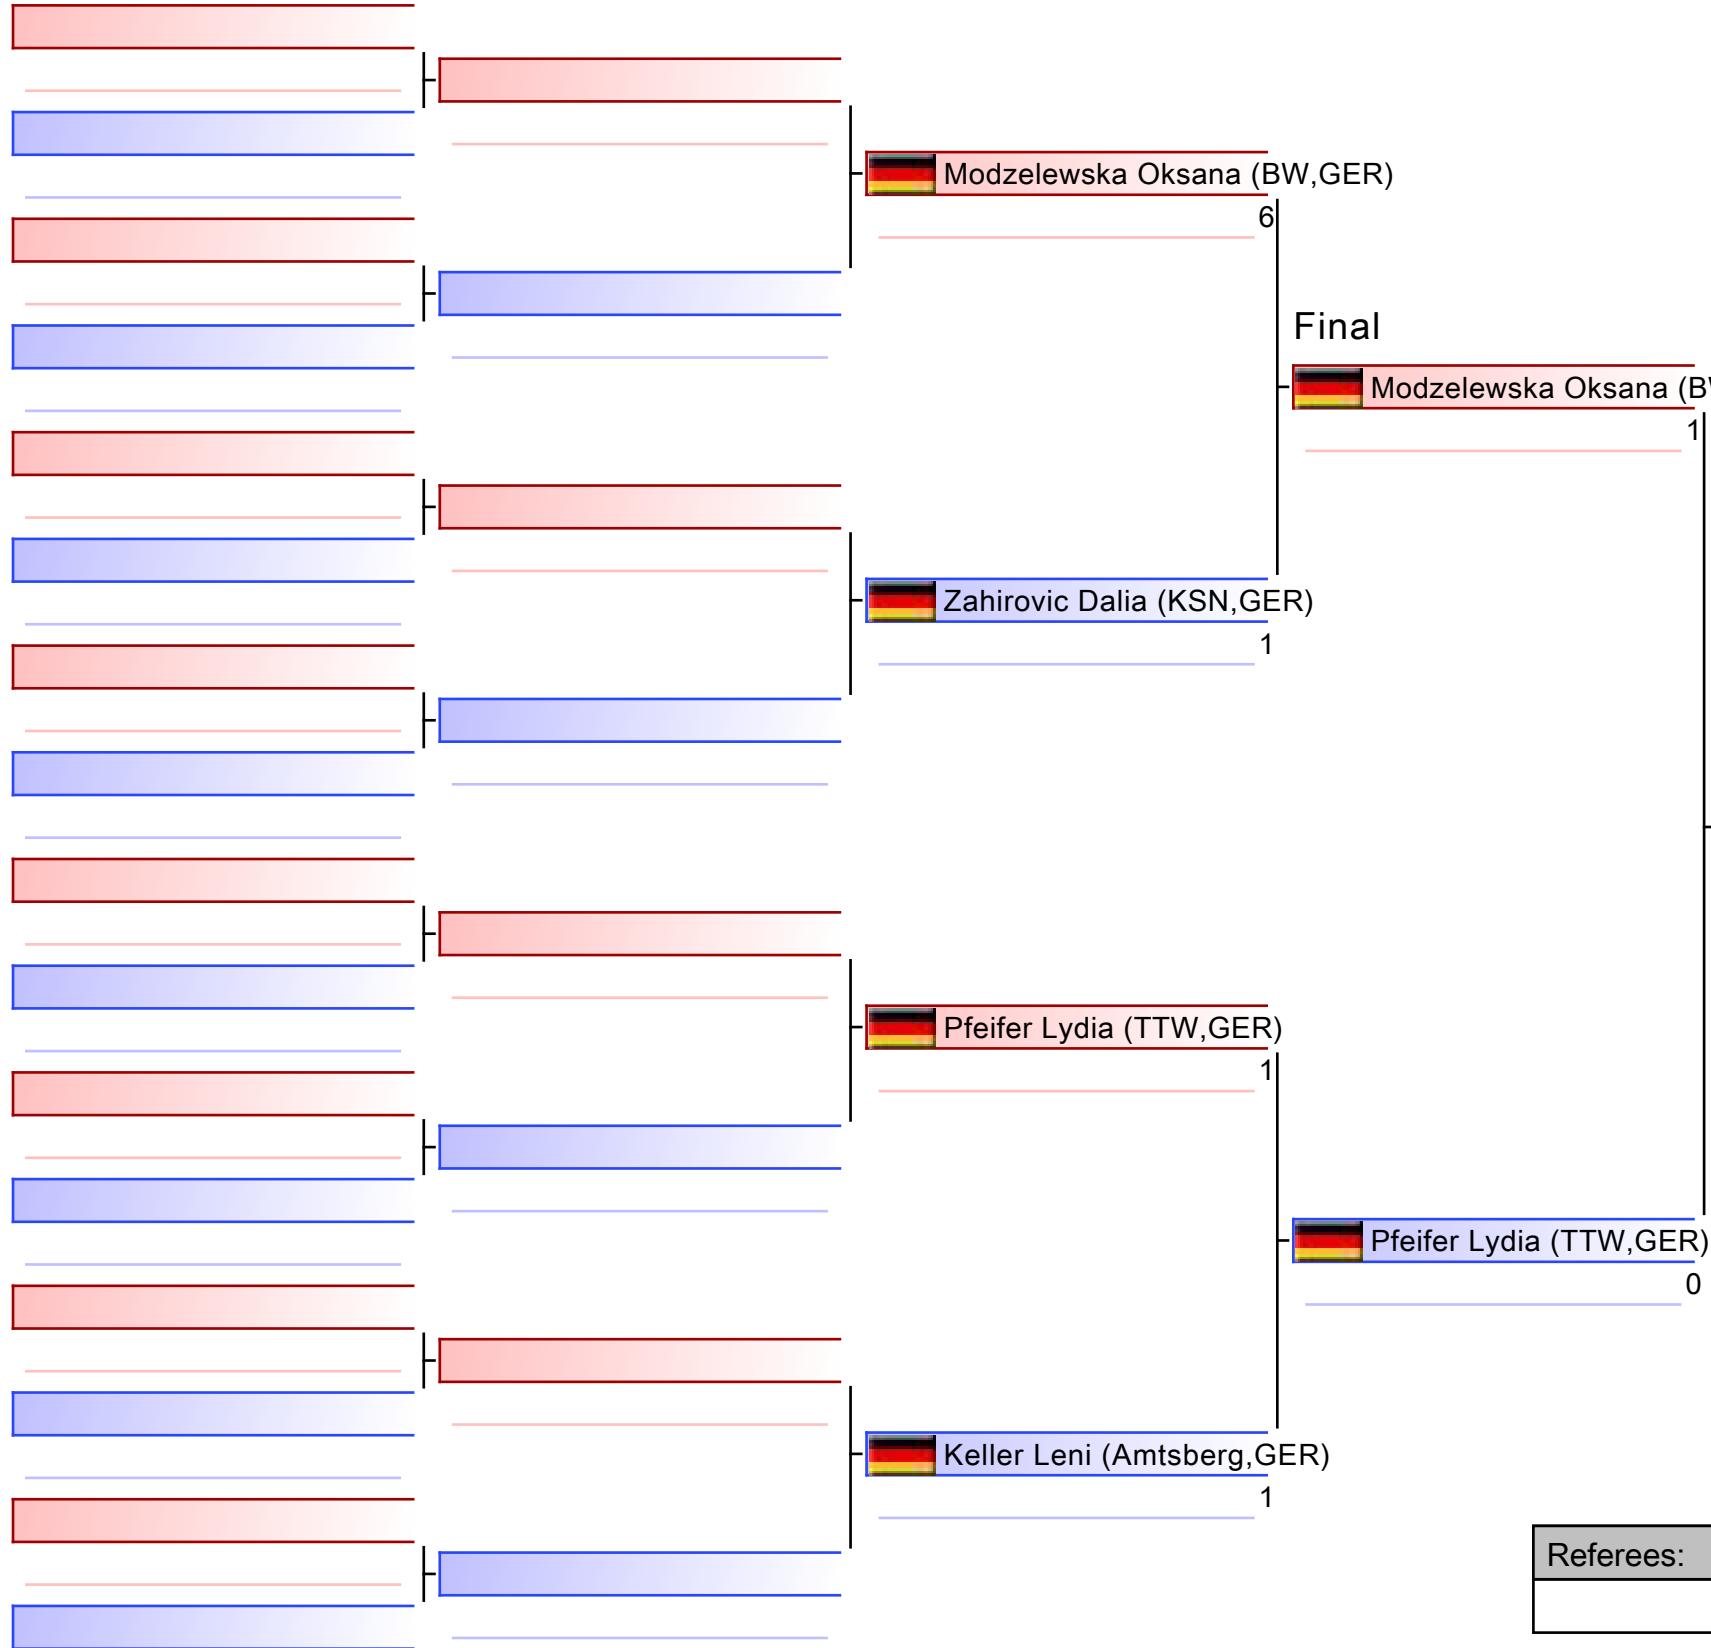 Modzelewska Oksana (BW,GER)
6
Final
Modzelewska Oksana (BW
1
Zahirovic Dalia (KSN,GER)
1
Pfeifer Lydia (TTW,GER)
1
Pfeifer Lydia (TTW,GER)
0
Keller Leni (Amtsberg,GER)
1
Referees: